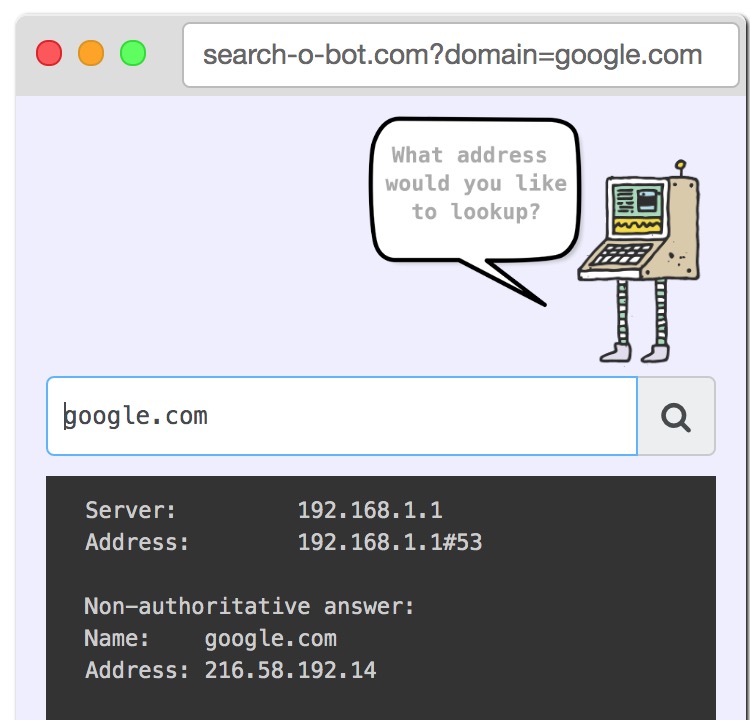 search-o-bot.com?domain=google.com
What address
would you like
to lookup?
google.com
Server: 192.168.1.1
Address: 192.168.1.1#53
Non-authoritative answer:
Name: google.com
Address: 216.58.192.14